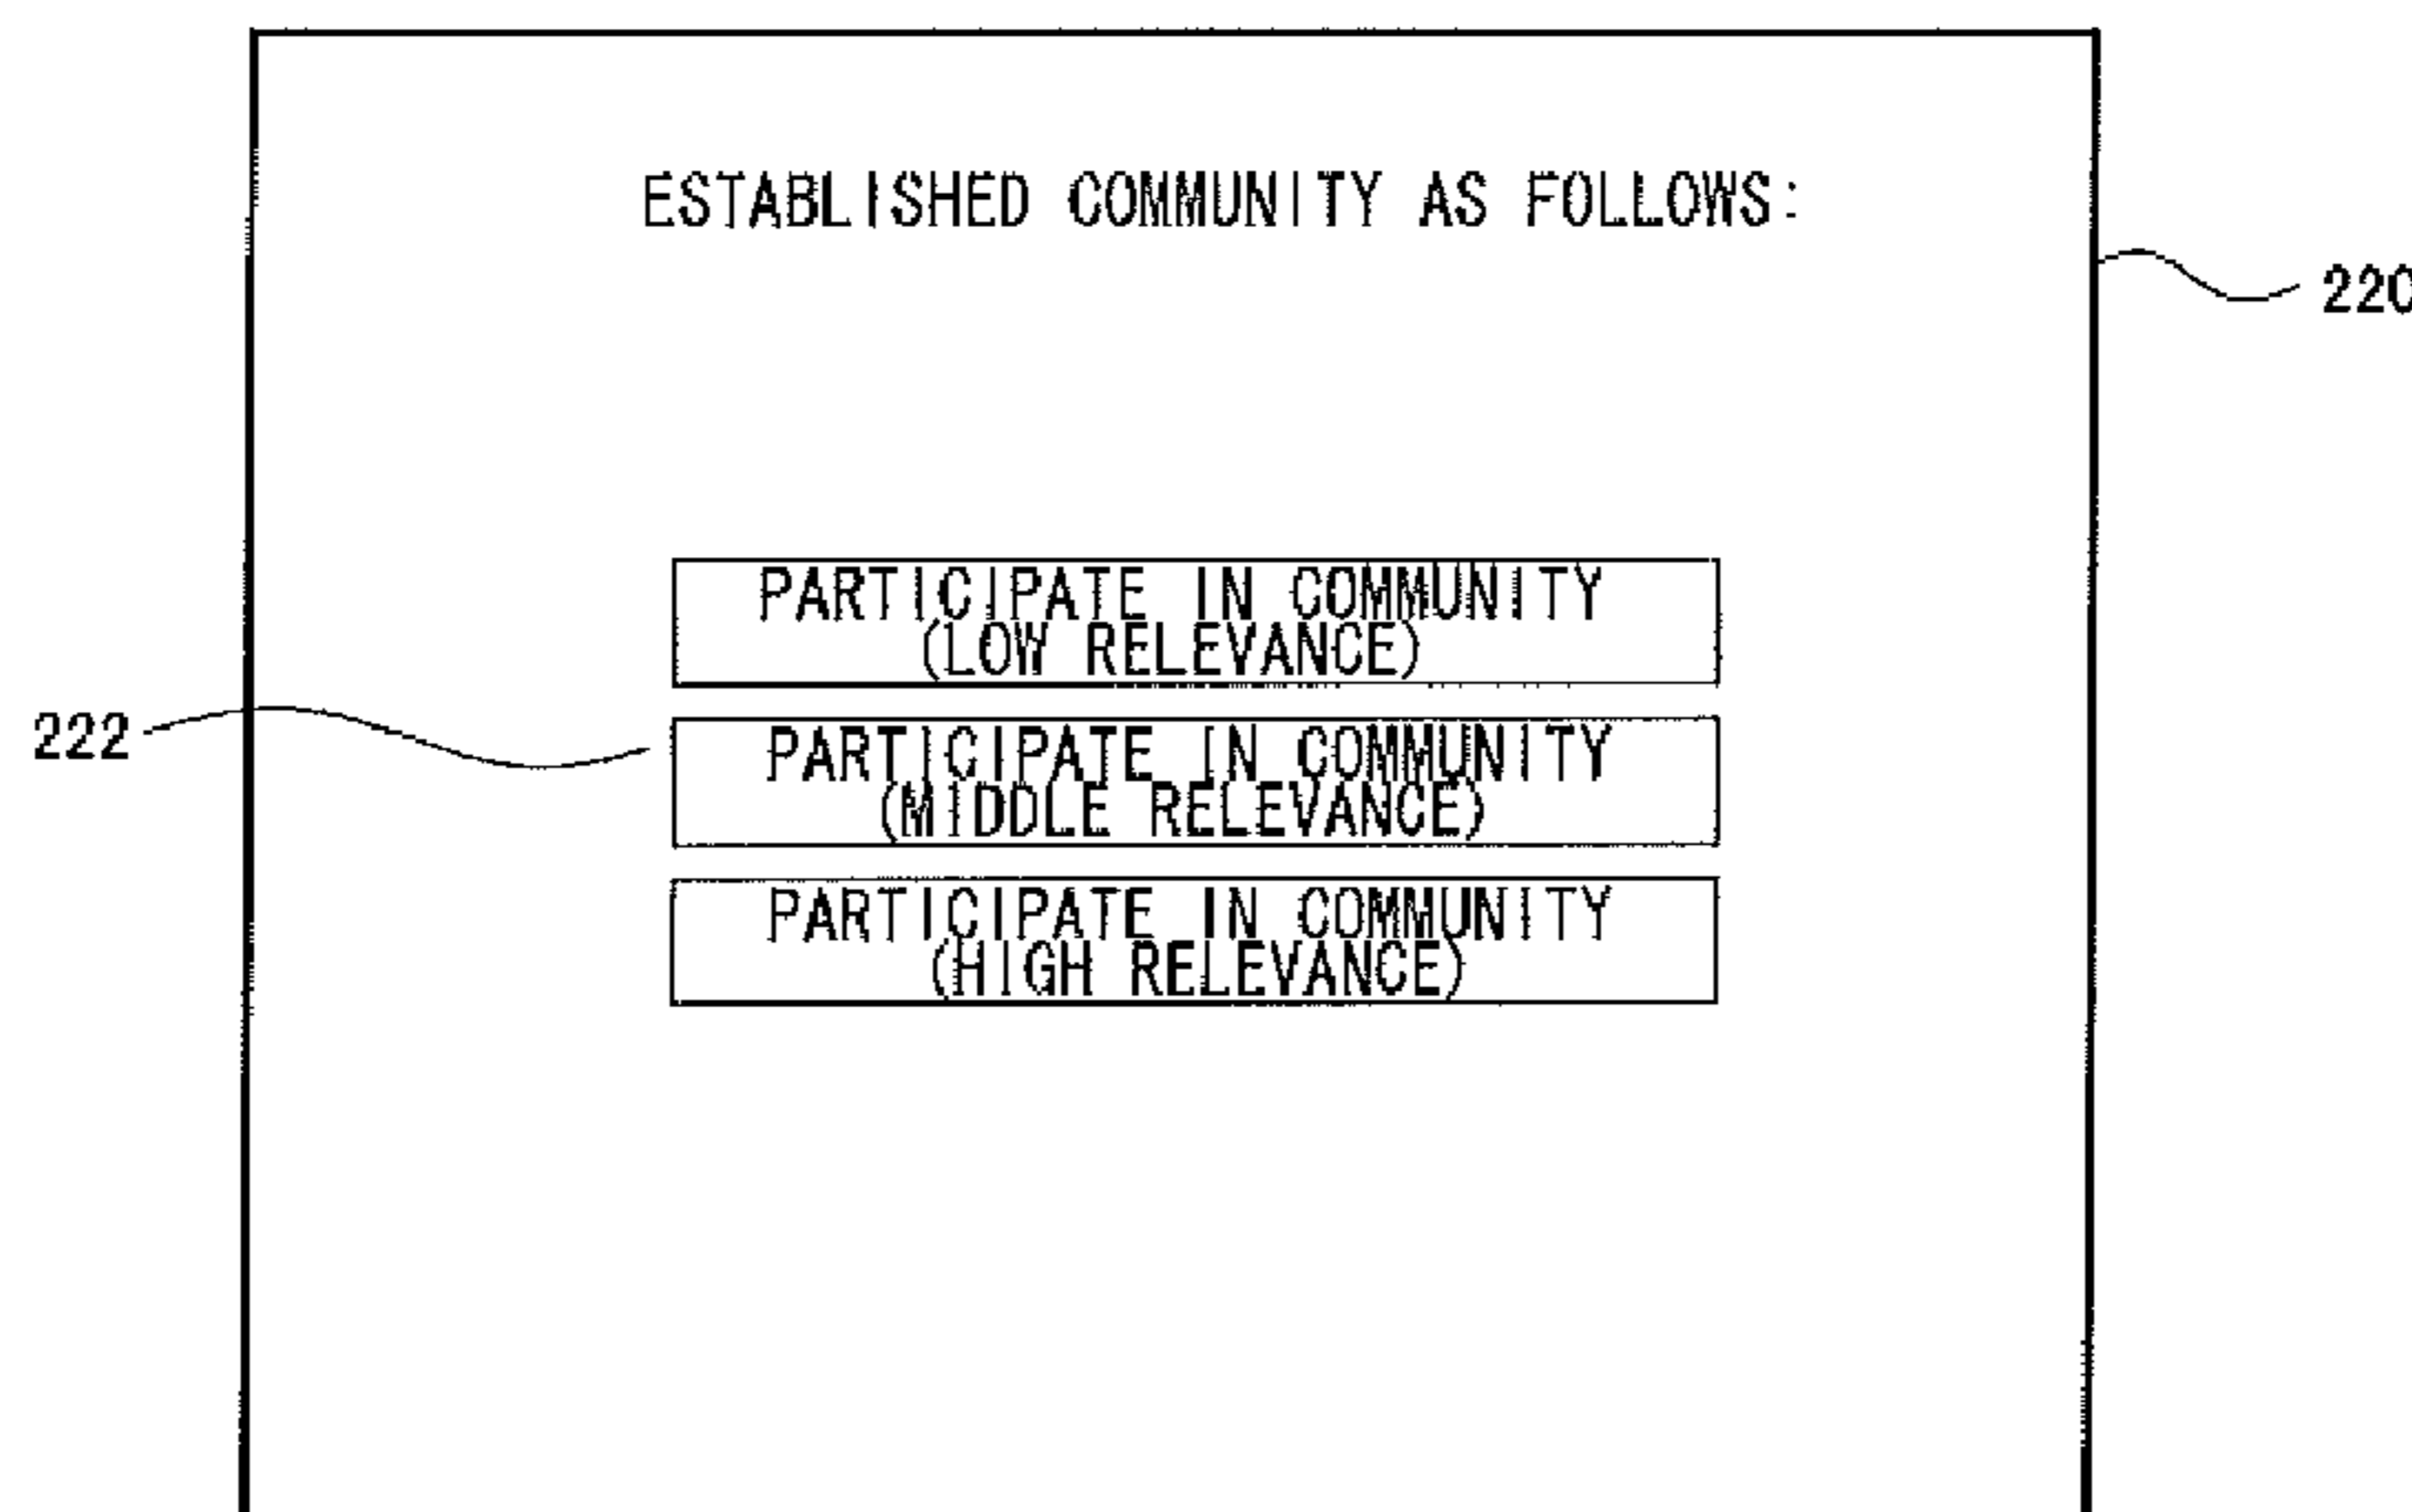 ESTABLISHED COMMUNITY AS FOLLOWS:
220
PARTICIPATE IN COMMUNITY
(LOW RELEVANCE)
222
PARTICIPATE IN COMMUNITY
(MIDDLE RELEVANCE)
PARTICIPATE IN COMMUNITY
(HIGH RELEVANCE)